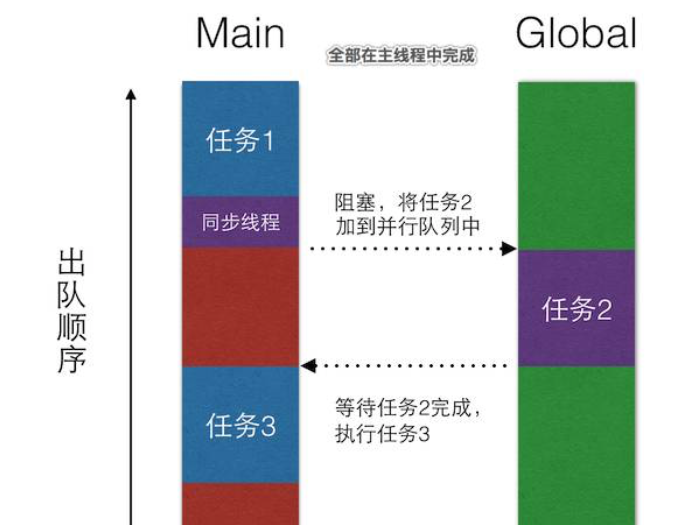 Main
Global
全部在主线程中完成
任务1
阻塞，将任务2
加到并行队列中
同步线程
出队顺序
任务2
等待任务2完成，
执行任务3
任务3